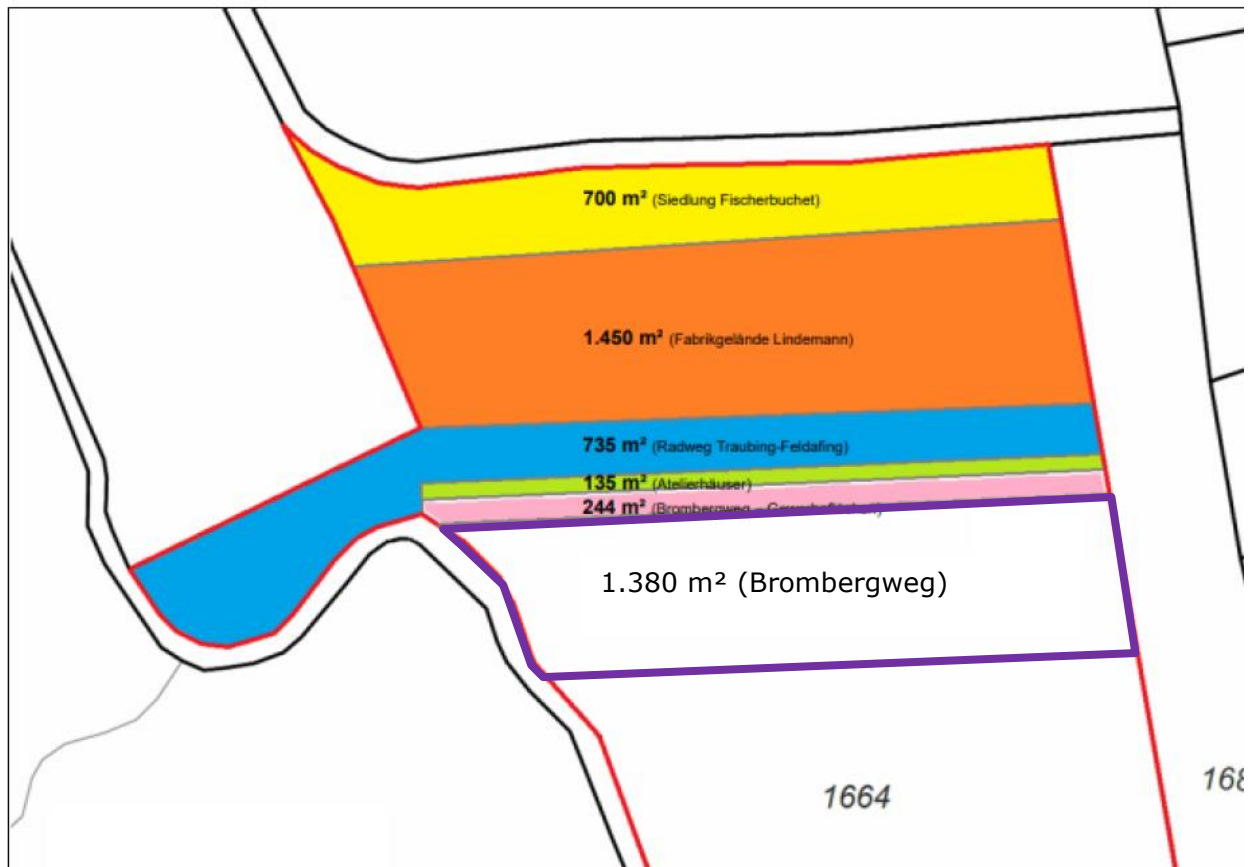 700 m² (Siedlung Fischerbuchet)
1.450 m² (Fabrikgelände Lindemann)
735 m² (Radweg Traubing-Feldafing)
135 m² (Atelierhäuser)
244 m² (Brombergweg –
1.380 m² (Brombergweg)
1664
168